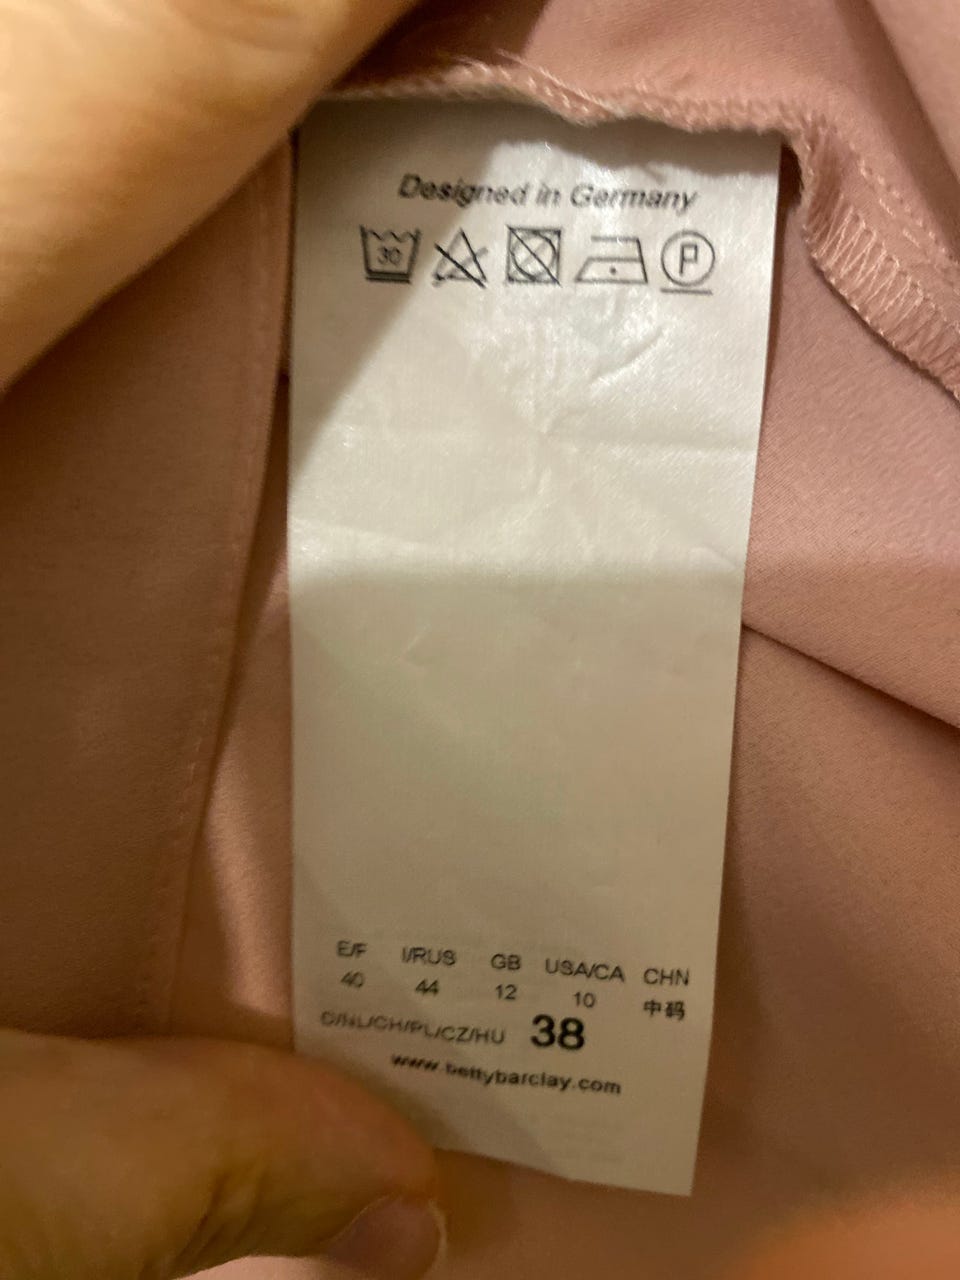 Designed in Germany
30 P
E/F I/RUS GB USA/CA CHN
40 44 12 10 中码
D/NL/CH/PL/CZ/HU 38
www.bettybarclay.com